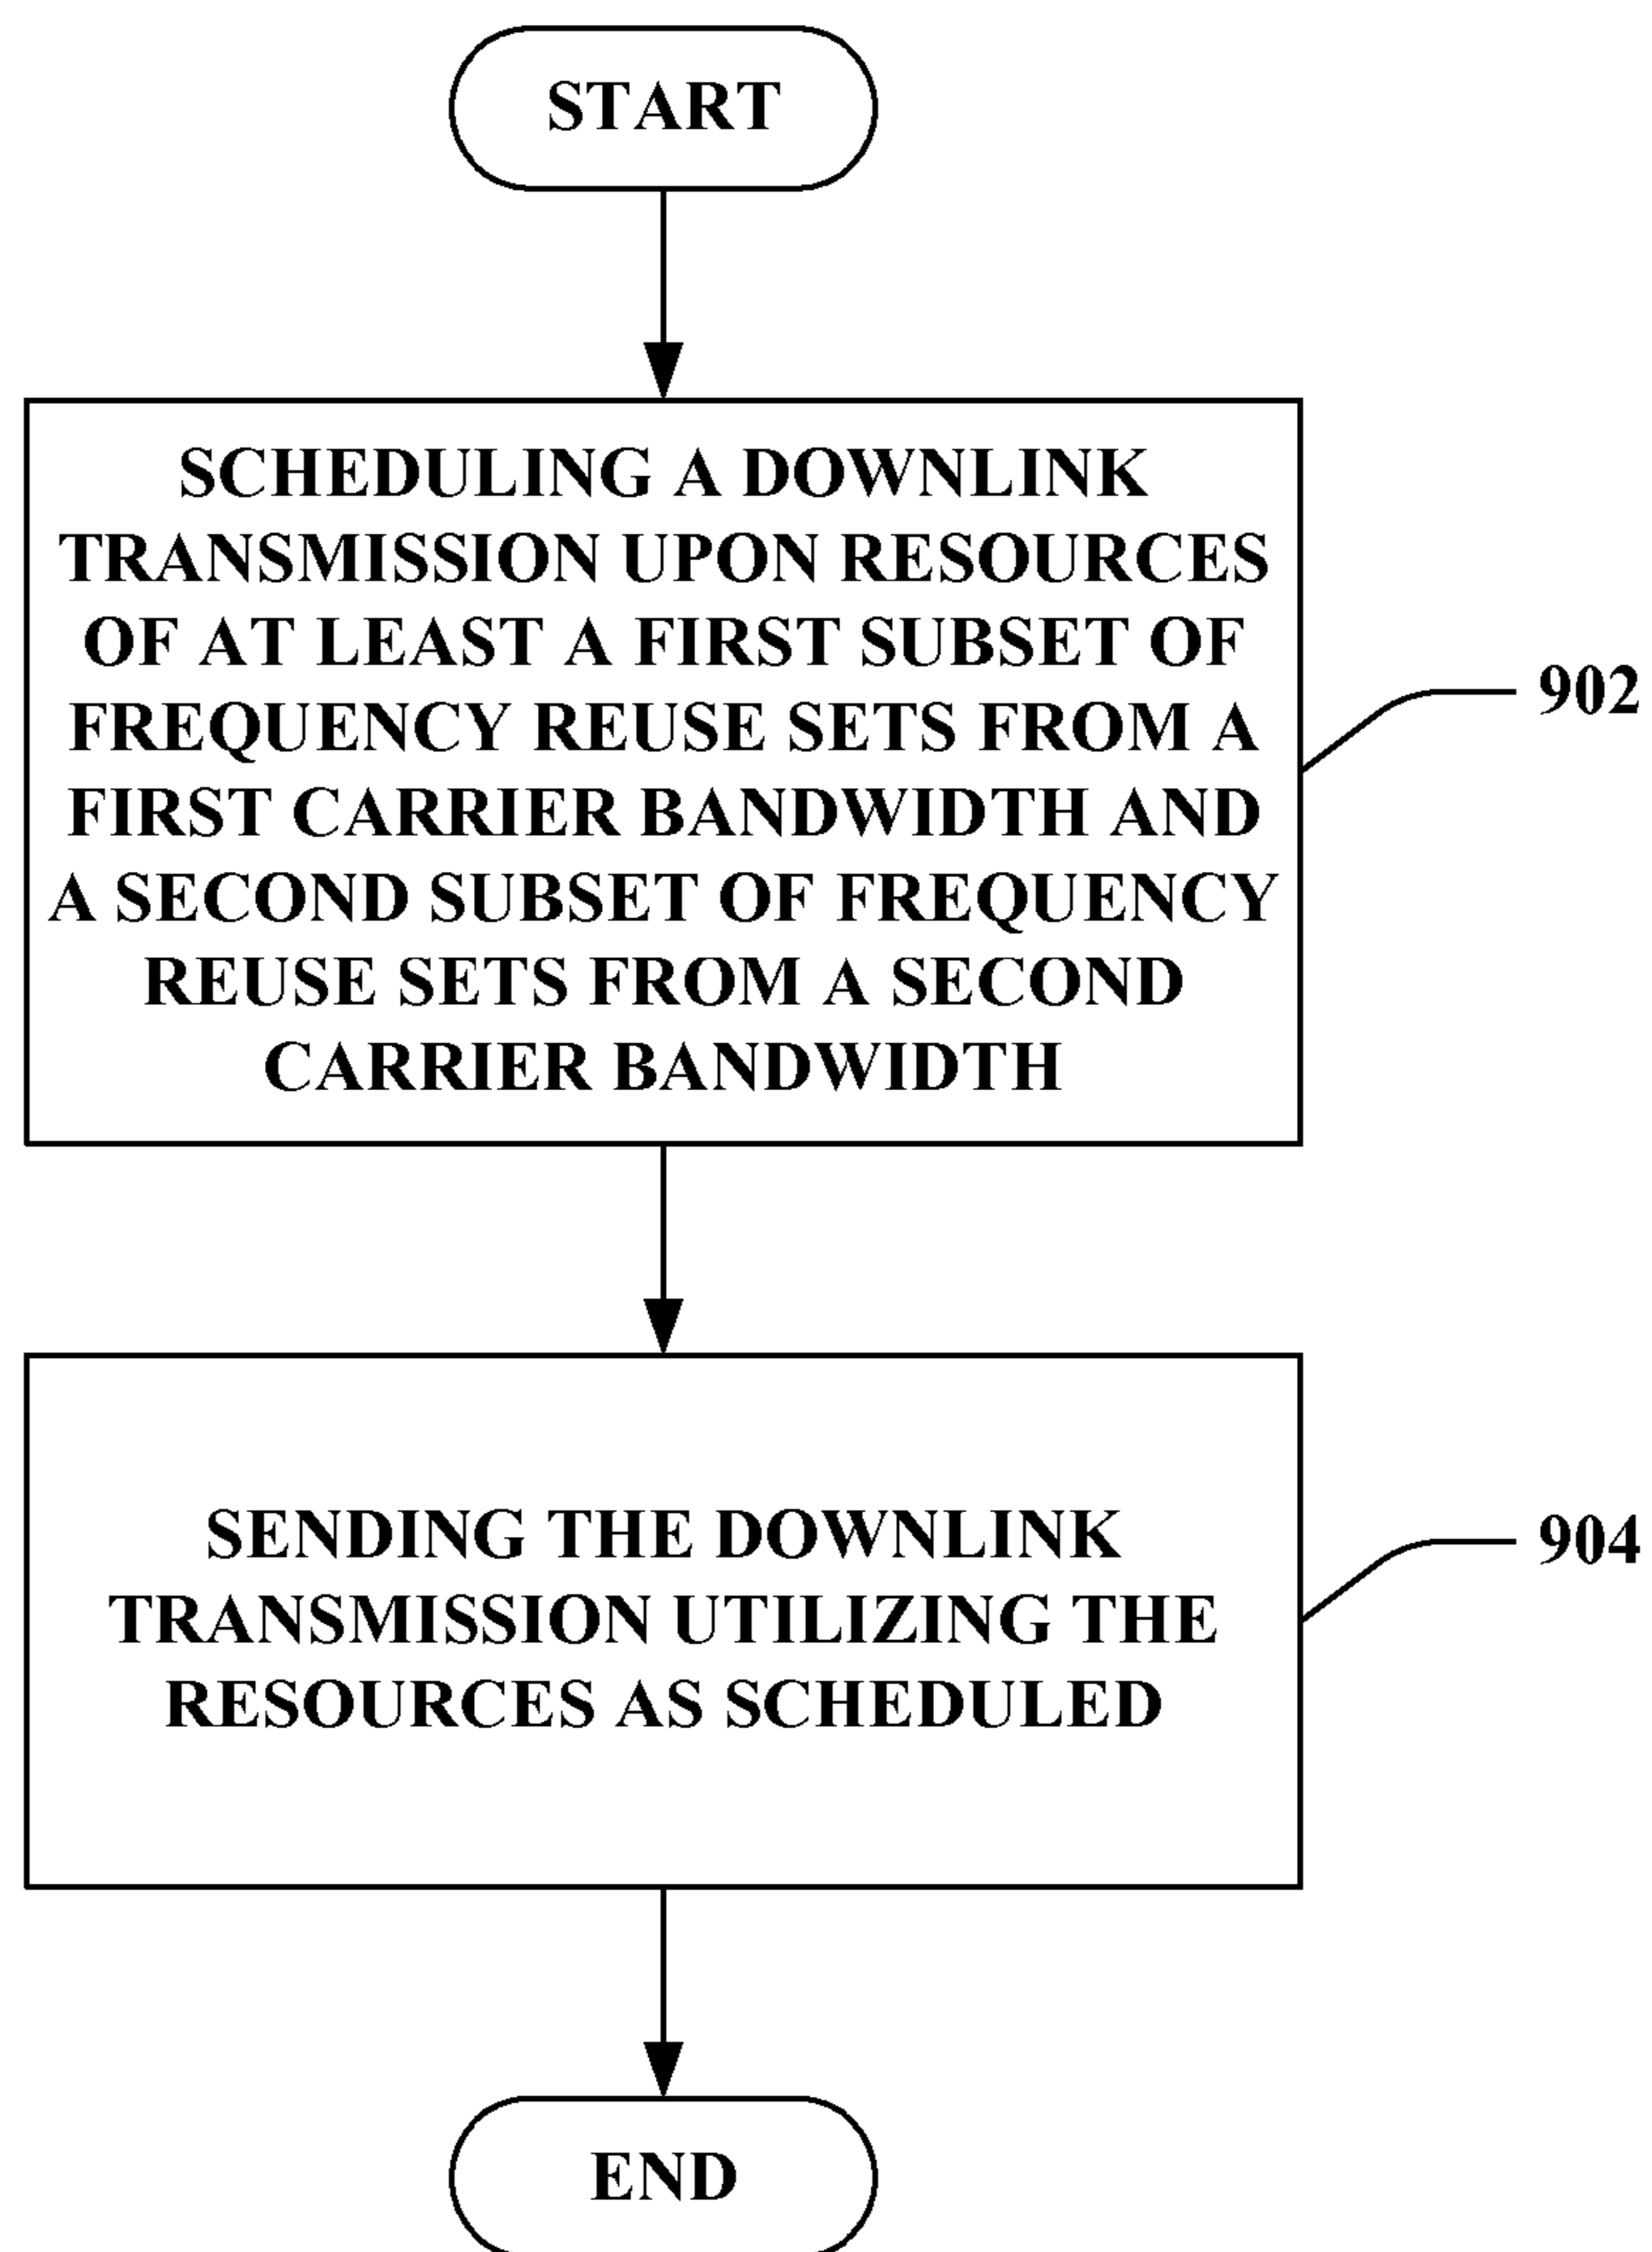 START
SCHEDULING A DOWNLINK
TRANSMISSION UPON RESOURCES
OF AT LEAST A FIRST SUBSET OF
FREQUENCY REUSE SETS FROM A
FIRST CARRIER BANDWIDTH AND
A SECOND SUBSET OF FREQUENCY
REUSE SETS FROM A SECOND
CARRIER BANDWIDTH
902
SENDING THE DOWNLINK
TRANSMISSION UTILIZING THE
RESOURCES AS SCHEDULED
904
END